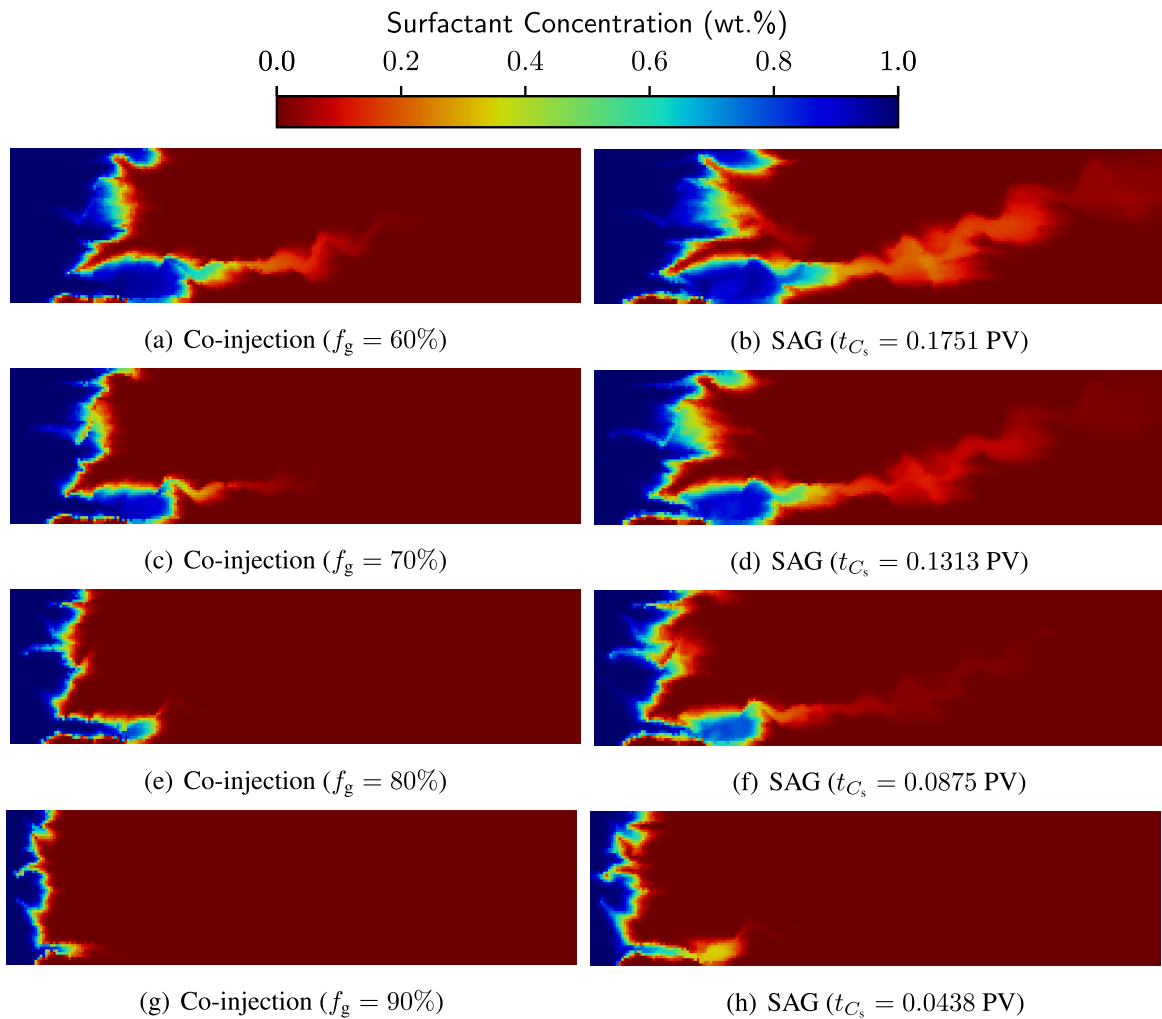 Surfactant Concentration (wt.%)
0.0 0.2 0.4 0.6 0.8 1.0
(a) Co-injection (f_g = 60%) (b) SAG (t_{C_s} = 0.1751 PV)
(c) Co-injection (f_g = 70%) (d) SAG (t_{C_s} = 0.1313 PV)
(e) Co-injection (f_g = 80%) (f) SAG (t_{C_s} = 0.0875 PV)
(g) Co-injection (f_g = 90%) (h) SAG (t_{C_s} = 0.0438 PV)